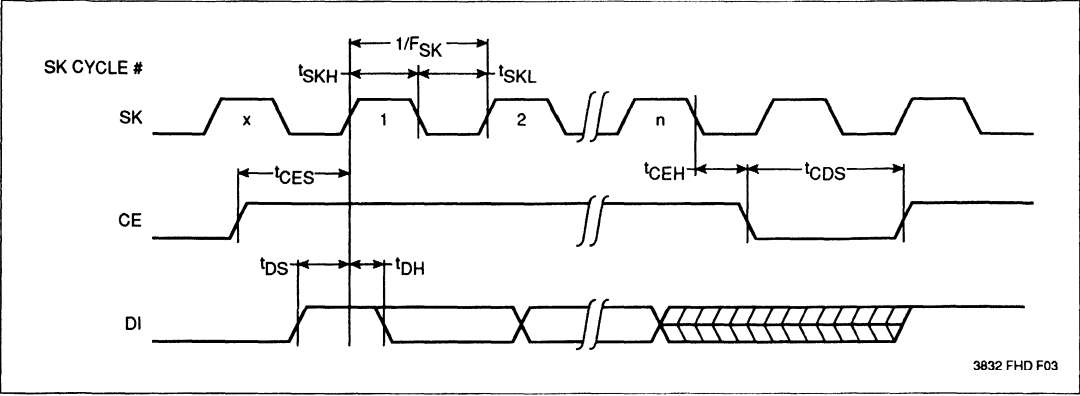 1/FSK
SK CYCLE #
tSKH
tSKL
SK
x
1
2
n
tCES
tCEH
tCDS
CE
tDS
tDH
DI
3832 FHD F03